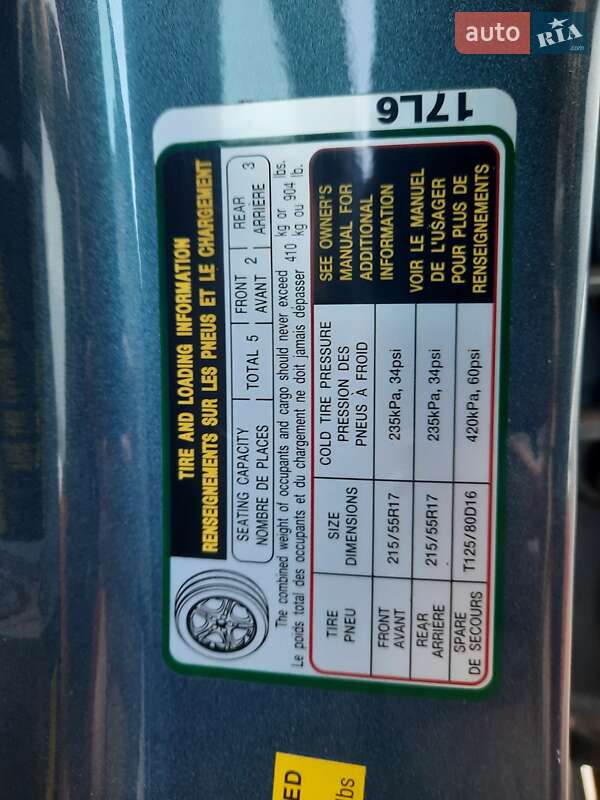 auto RIA .com
17L6
TIRE AND LOADING INFORMATION
RENSEIGNEMENTS SUR LES PNEUS ET LE CHARGEMENT
SEATING CAPACITY TOTAL 5 FRONT 2 REAR 3
NOMBRE DE PLACES AVANT ARRIÈRE
The combined weight of occupants and cargo should never exceed 410 kg or lbs.
Le poids total des occupants et du chargement ne doit jamais dépasser kg ou 904 lb.
TIRE SIZE COLD TIRE PRESSURE
PNEU DIMENSIONS PRESSION DES
PNEUS À FROID
FRONT 215/55R17 235kPa, 34psi
AVANT
REAR 215/55R17 235kPa, 34psi
ARRIÈRE
SPARE T125/80D16 420kPa, 60psi
DE SECOURS
SEE OWNER'S
MANUAL FOR
ADDITIONAL
INFORMATION
VOIR LE MANUEL
DE L'USAGER
POUR PLUS DE
RENSEIGNEMENTS
ED
lbs